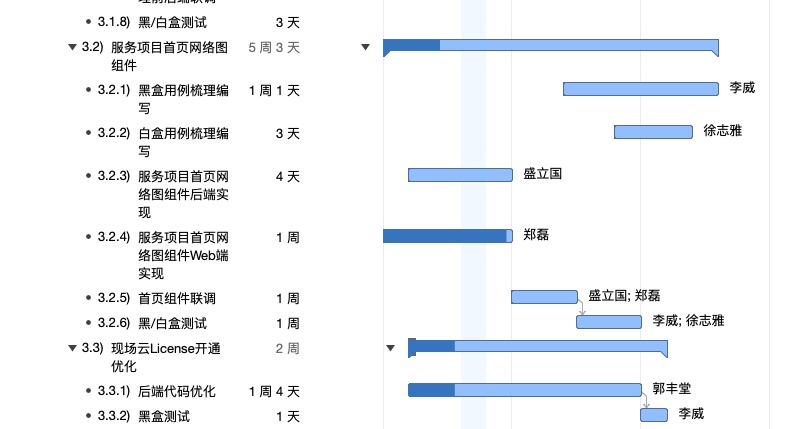 理前后端联调
3.1.8) 黑/白盒测试 3 天
3.2) 服务项目首页网络图 5 周 3 天
组件
3.2.1) 黑盒用例梳理编 1 周 1 天 李威
写
3.2.2) 白盒用例梳理编 3 天 徐志雅
写
3.2.3) 服务项目首页网 4 天 盛立国
络图组件后端实
现
3.2.4) 服务项目首页网 1 周 郑磊
络图组件Web端
实现
3.2.5) 首页组件联调 1 周 盛立国; 郑磊
3.2.6) 黑/白盒测试 1 周 李威; 徐志雅
3.3) 现场云License开通 2 周
优化
3.3.1) 后端代码优化 1 周 4 天 郭丰堂
3.3.2) 黑盒测试 1 天 李威